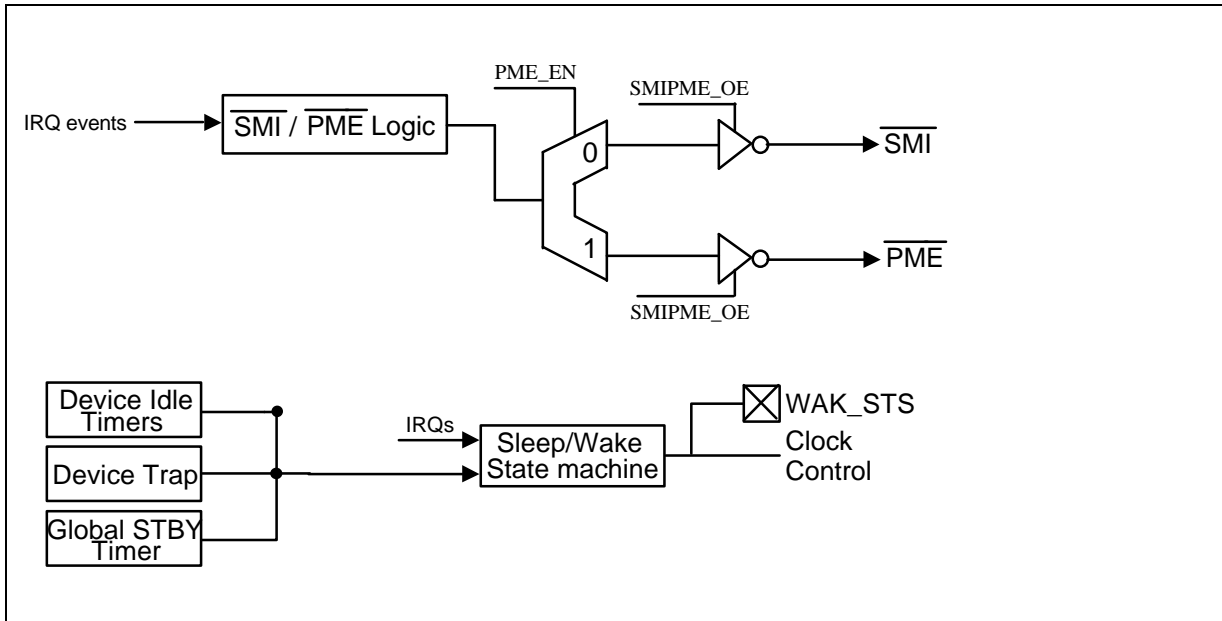 PME_EN
SMIPME_OE
IRQ events
SMI / PME Logic
0
SMI
1
PME
SMIPME_OE
Device Idle
Timers
Device Trap
Global STBY
Timer
IRQs
Sleep/Wake
State machine
WAK_STS
Clock
Control